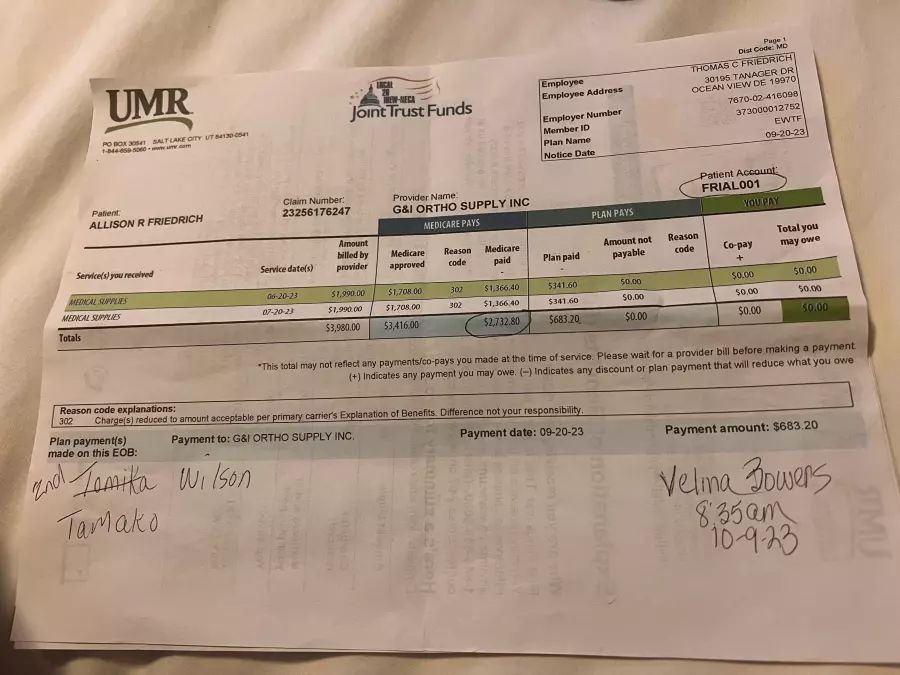 Page 1
Dist Code: MD
UMR
PO BOX 30541 SALT LAKE CITY UT 84130-0541
1-844-659-5060 • www.umr.com
LOCAL
26
IBEW-NECA
Joint Trust Funds
Employee THOMAS C FRIEDRICH
Employee Address 30195 TANAGER DR
OCEAN VIEW DE 19970
Employer Number 7670-02-416098
Member ID 373000012752
Plan Name EWTF
Notice Date 09-20-23
Patient: Claim Number: Provider Name: Patient Account:
ALLISON R FRIEDRICH 23256176247 G&I ORTHO SUPPLY INC FRIAL001
MEDICARE PAYS PLAN PAYS YOU PAY
Service(s) you received Service date(s) Amount billed by provider Medicare approved Reason code Medicare paid - Plan paid - Amount not payable Reason code Co-pay + Total you may owe
MEDICAL SUPPLIES 06-20-23 $1,990.00 $1,708.00 302 $1,366.40 $341.60 $0.00 $0.00 $0.00
MEDICAL SUPPLIES 07-20-23 $1,990.00 $1,708.00 302 $1,366.40 $341.60 $0.00 $0.00 $0.00
Totals $3,980.00 $3,416.00 $2,732.80 $683.20 $0.00 $0.00 $0.00
*This total may not reflect any payments/co-pays you made at the time of service. Please wait for a provider bill before making a payment
(+) Indicates any payment you may owe. (–) Indicates any discount or plan payment that will reduce what you owe
Reason code explanations:
302 Charge(s) reduced to amount acceptable per primary carrier's Explanation of Benefits. Difference not your responsibility.
Plan payment(s) Payment to: G&I ORTHO SUPPLY INC. Payment date: 09-20-23 Payment amount: $683.20
made on this EOB:
2nd Tamika Wilson
Tamako
Velma Bowers
8:35am
10-9-23